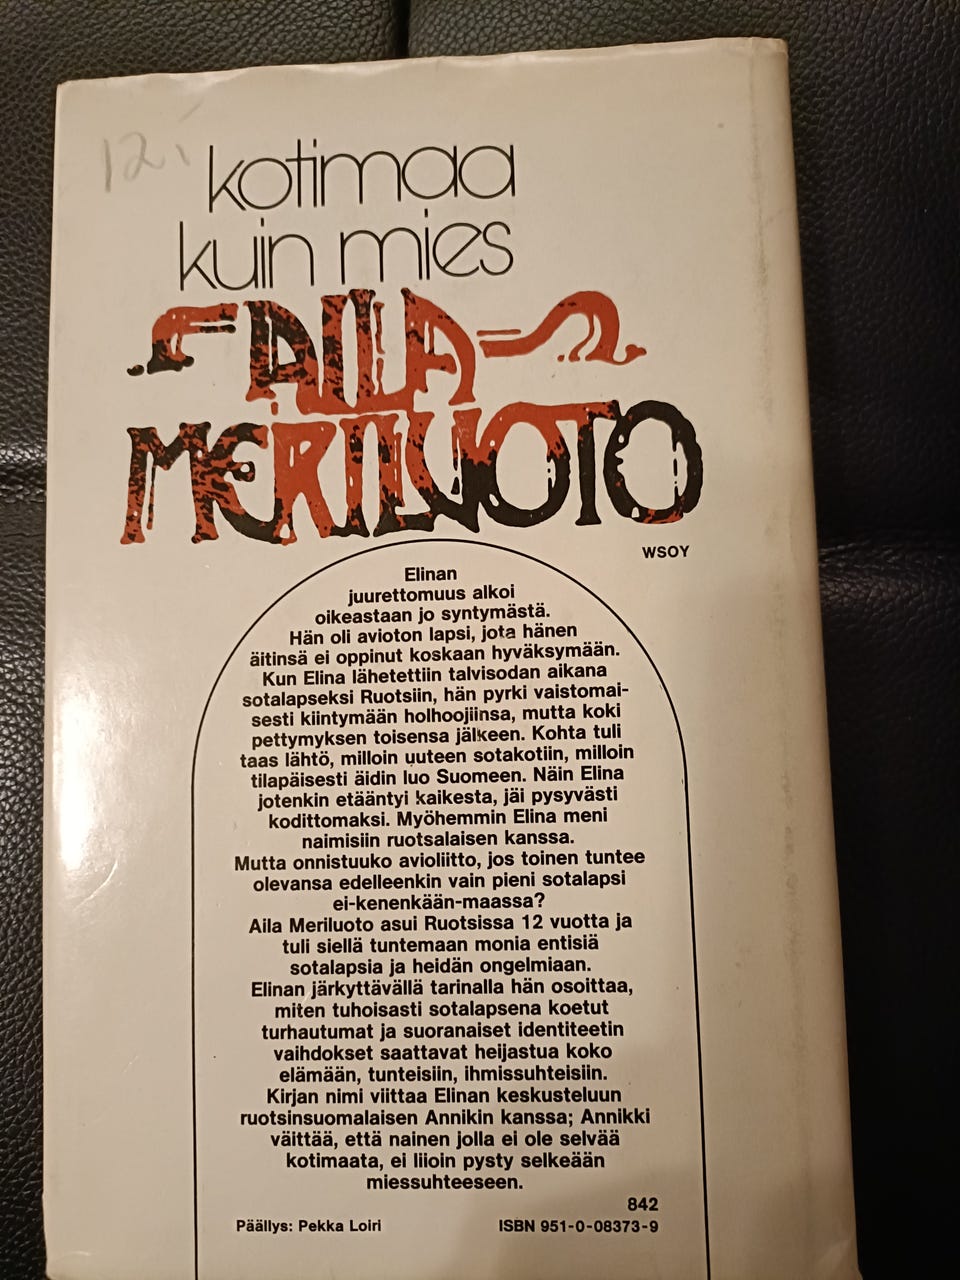 12,
kotimaa
kuin mies
AILA
MERILUOTO
WSOY
Elinan
juurettomuus alkoi
oikeastaan jo syntymästä.
Hän oli avioton lapsi, jota hänen
äitinsä ei oppinut koskaan hyväksymään.
Kun Elina lähetettiin talvisodan aikana
sotalapseksi Ruotsiin, hän pyrki vaistomai-
sesti kiintymään holhoojiinsa, mutta koki
pettymyksen toisensa jälkeen. Kohta tuli
taas lähtö, milloin uuteen sotakotiin, milloin
tilapäisesti äidin luo Suomeen. Näin Elina
jotenkin etääntyi kaikesta, jäi pysyvästi
kodittomaksi. Myöhemmin Elina meni
naimisiin ruotsalaisen kanssa.
Mutta onnistuuko avioliitto, jos toinen tuntee
olevansa edelleenkin vain pieni sotalapsi
ei-kenenkään-maassa?
Aila Meriluoto asui Ruotsissa 12 vuotta ja
tuli siellä tuntemaan monia entisiä
sotalapsia ja heidän ongelmiaan.
Elinan järkyttävällä tarinalla hän osoittaa,
miten tuhoisasti sotalapsena koetut
turhautumat ja suoranaiset identiteetin
vaihdokset saattavat heijastua koko
elämään, tunteisiin, ihmissuhteisiin.
Kirjan nimi viittaa Elinan keskusteluun
ruotsinsuomalaisen Annikin kanssa; Annikki
väittää, että nainen jolla ei ole selvää
kotimaata, ei liioin pysty selkeään
miessuhteeseen.
842
Päällys: Pekka Loiri ISBN 951-0-08373-9